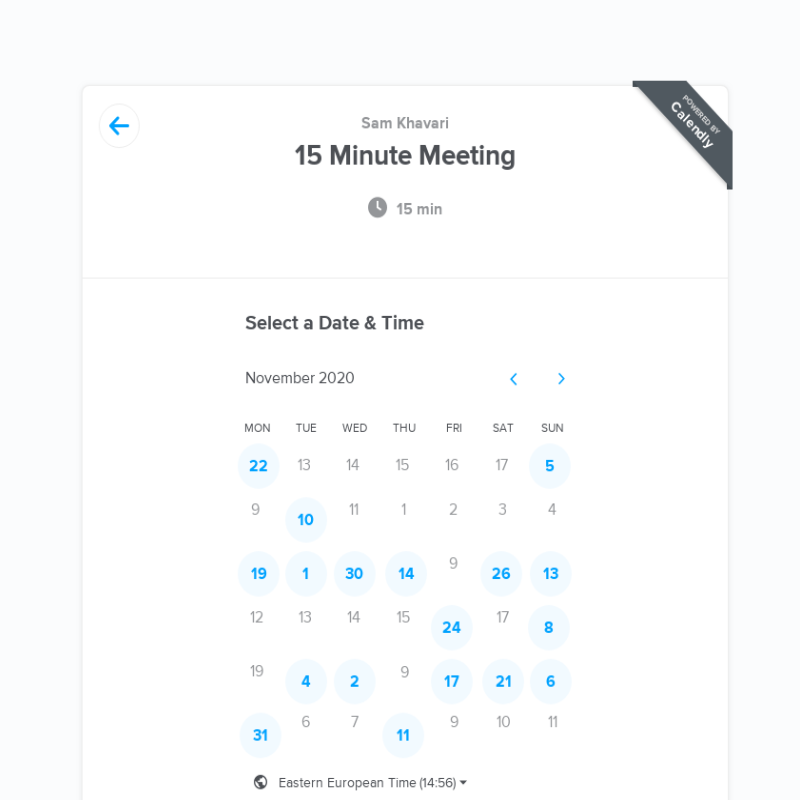 POWERED BY
Calendly
Sam Khavari
15 Minute Meeting
15 min
Select a Date & Time
November 2020
MON TUE WED THU FRI SAT SUN
22 13 14 15 16 17 5
9 10 11 1 2 3 4
19 1 30 14 9 26 13
12 13 14 15 24 17 8
19 4 2 9 17 21 6
31 6 7 11 9 10 11
Eastern European Time (14:56)